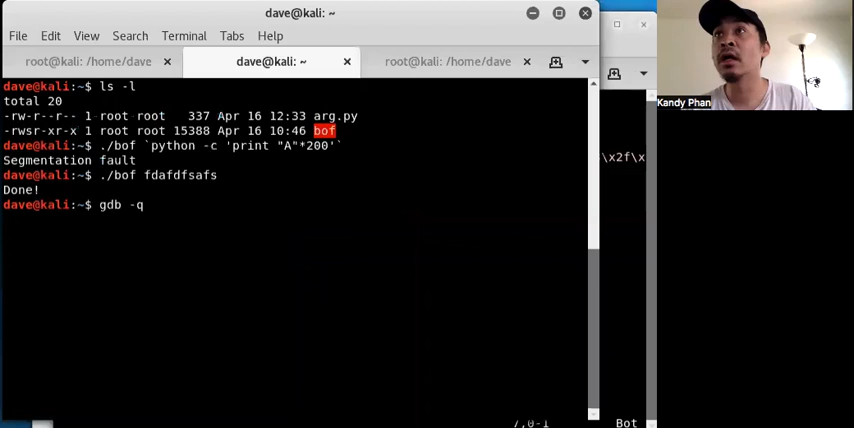 dave@kali: ~
File Edit View Search Terminal Tabs Help
root@kali: /home/dave
dave@kali: ~
root@kali: /home/dave
dave@kali:~$ ls -l
total 20
-rw-r--r-- 1 root root 337 Apr 16 12:33 arg.py
-rwsr-xr-x 1 root root 15388 Apr 16 10:46 bof
dave@kali:~$ ./bof `python -c 'print "A"*200'`
Segmentation fault
dave@kali:~$ ./bof fdafdfsafs
Done!
dave@kali:~$ gdb -q
\x2f\x
7,0-1 Bot
Kandy Phan